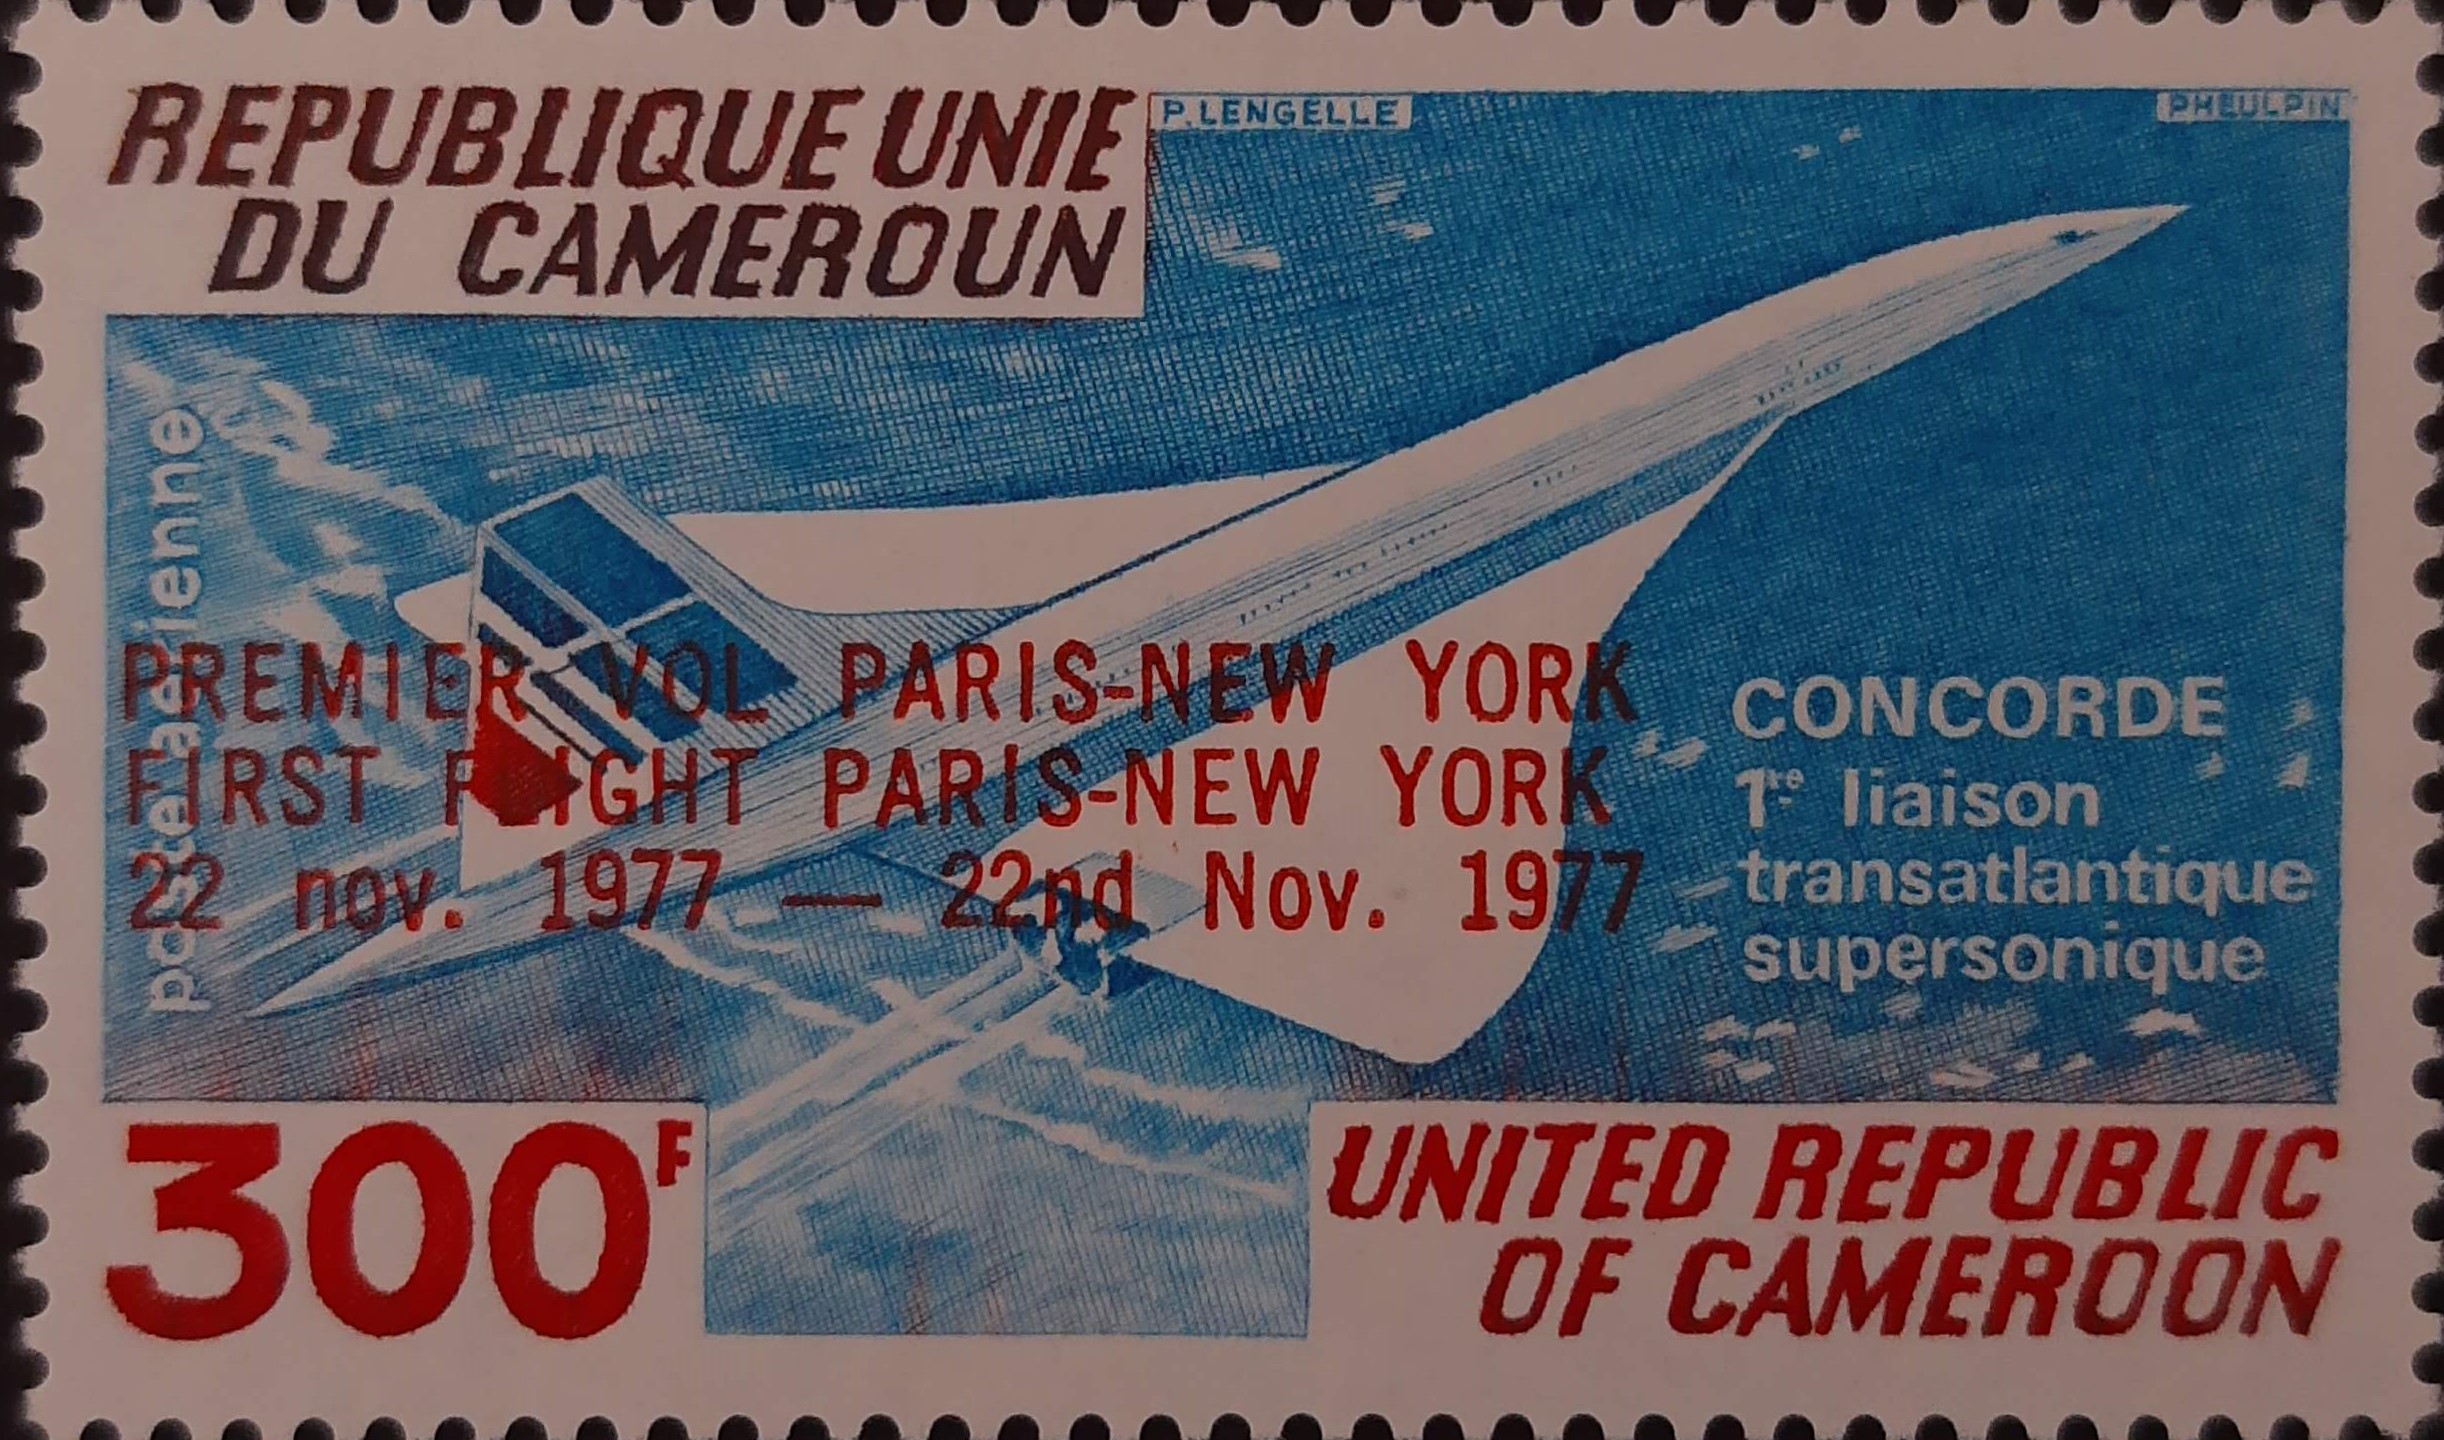 REPUBLIQUE UNIE
DU CAMEROUN
P. LENGELLE
PHEULPIN
poste aérienne
PREMIER VOL PARIS-NEW YORK
FIRST FLIGHT PARIS-NEW YORK
22 nov. 1977 — 22nd Nov. 1977
CONCORDE
1re liaison
transatlantique
supersonique
300F
UNITED REPUBLIC
OF CAMEROON